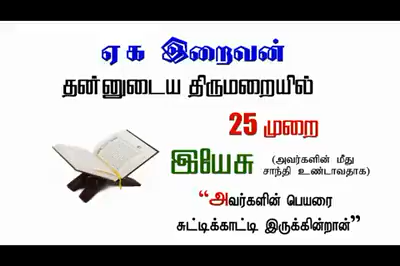 ஏக இறைவன்
தன்னுடைய திருமறையில்
25 முறை
இயேசு (அவர்களின் மீது
சாந்தி உண்டாவதாக)
“அவர்களின் பெயரை
சுட்டிக்காட்டி இருக்கின்றான்”